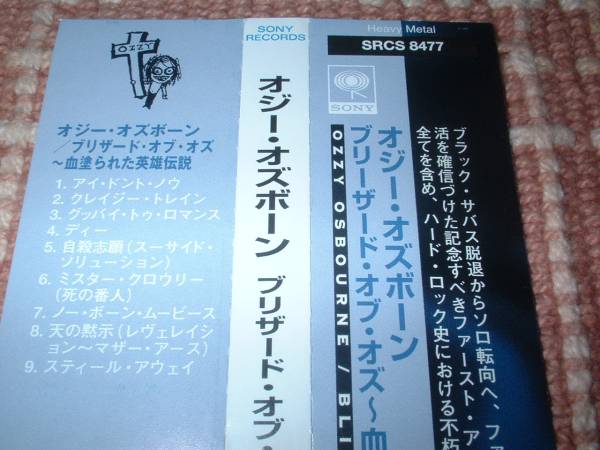 OZZY
オジー・オズボーン
／ブリザード・オブ・オズ
～血塗られた英雄伝説
1. アイ・ドント・ノウ
2. クレイジー・トレイン
3. グッバイ・トゥ・ロマンス
4. ディー
5. 自殺志願(スーサイド・
ソリューション)
6. ミスター・クロウリー
(死の番人)
7. ノー・ボーン・ムービース
8. 天の黙示(レヴェレイシ
ョン〜マザー・アース)
9. スティール・アウェイ
SONY
RECORDS
オジー・オズボーン ブリザード・オブ・
Heavy Metal
SRCS 8477
SONY
オジー・オズボーン
ブリーザード・オブ・オズ～血
OZZY OSBOURNE / BLI
ブラック・サバス脱退からソロ転向へ、ファ
活を確信づけた記念すべきファースト・ア
全てを含め、ハード・ロック史における不朽